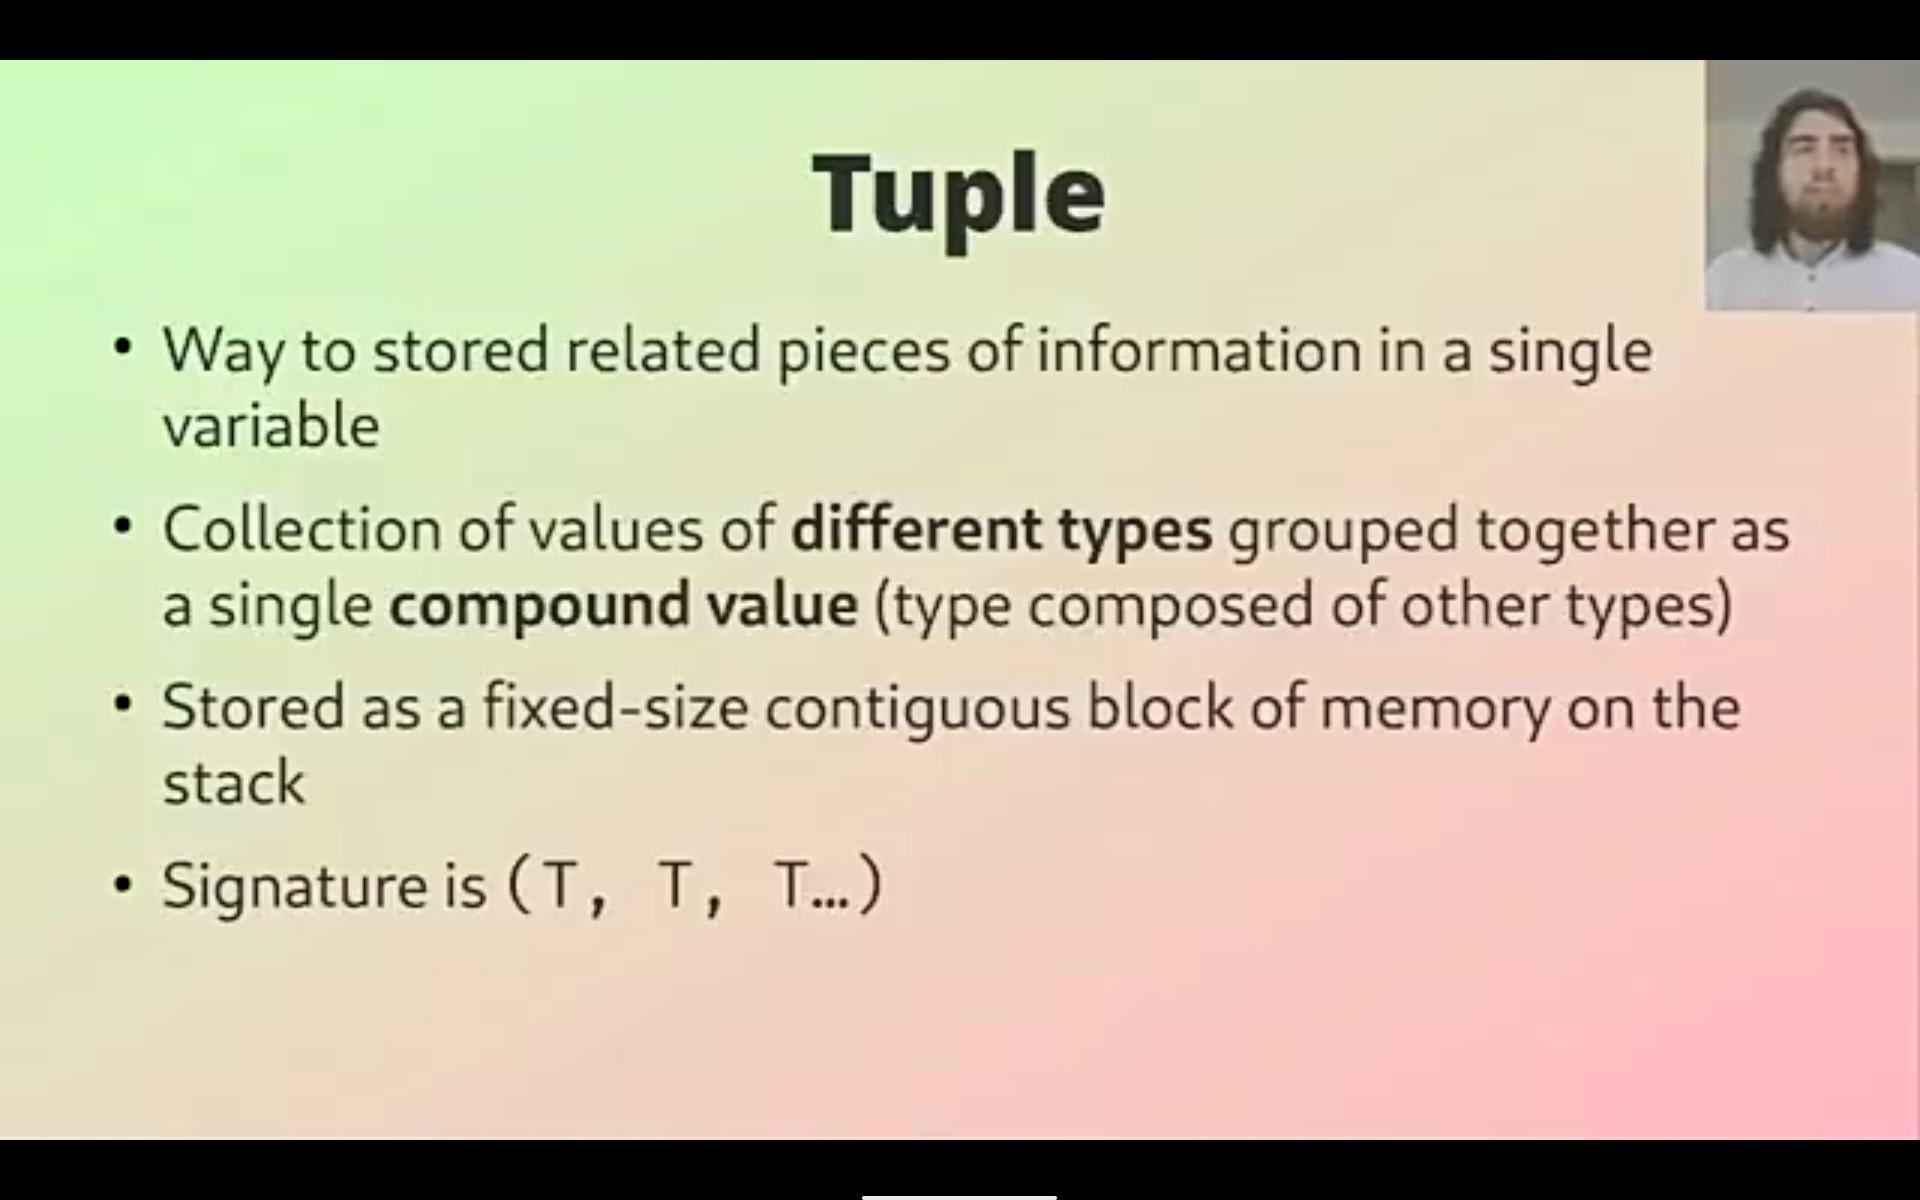 Tuple
• Way to stored related pieces of information in a single
variable
• Collection of values of different types grouped together as
a single compound value (type composed of other types)
• Stored as a fixed-size contiguous block of memory on the
stack
• Signature is (T, T, T…)